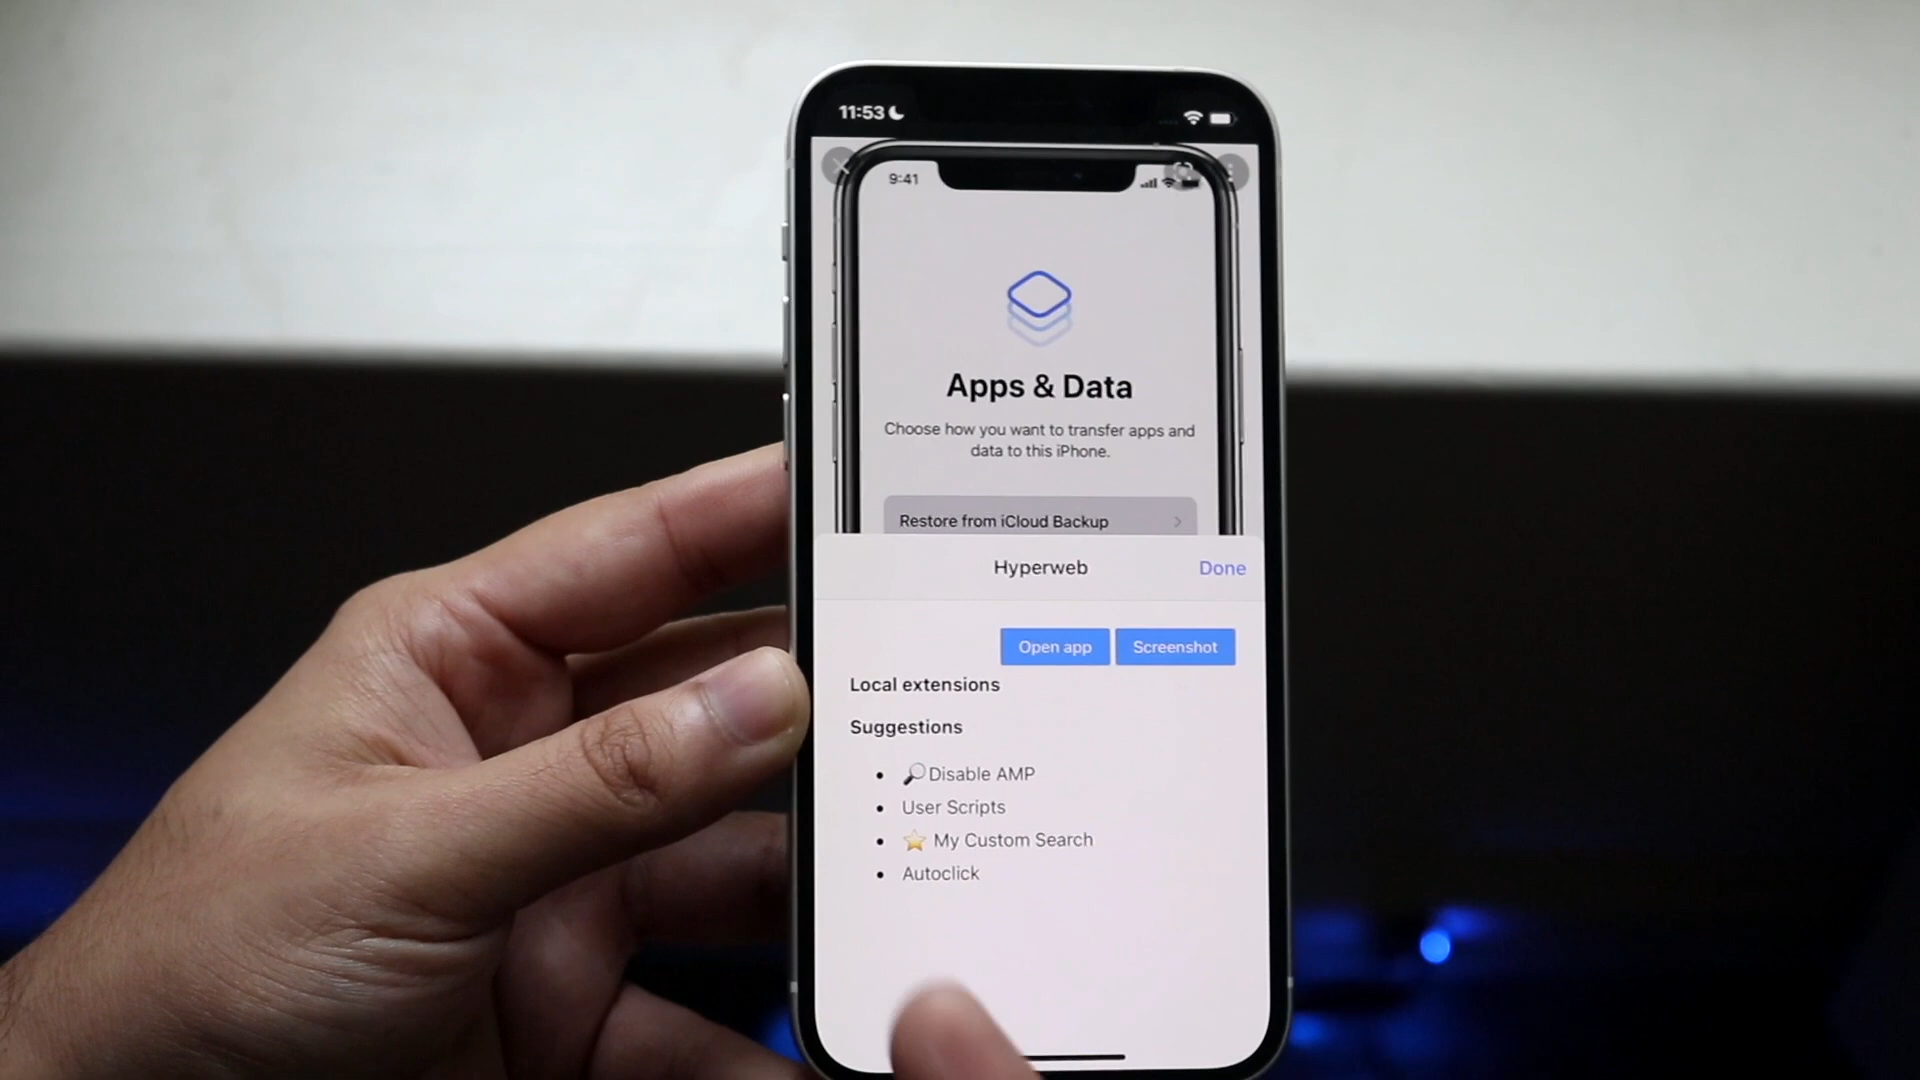 11:53
9:41
Apps & Data
Choose how you want to transfer apps and
data to this iPhone.
Restore from iCloud Backup
Hyperweb
Done
Open app
Screenshot
Local extensions
Suggestions
Disable AMP
User Scripts
My Custom Search
Autoclick